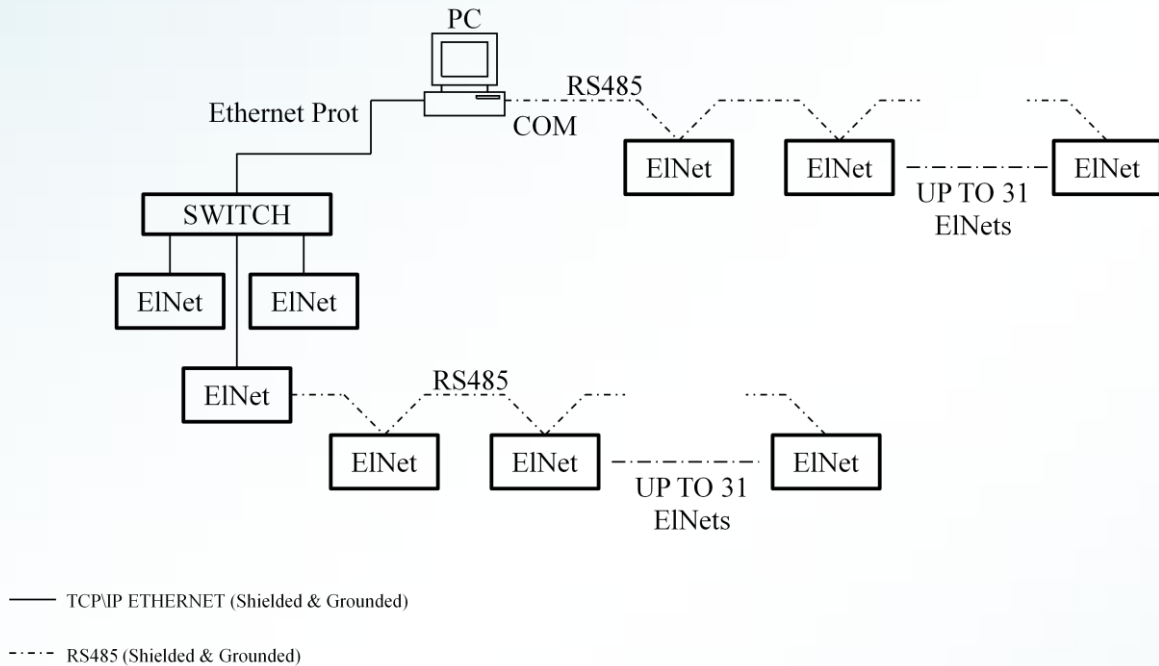 PC
RS485
Ethernet Prot
COM
ElNet
ElNet
ElNet
UP TO 31
ElNets
SWITCH
ElNet
ElNet
ElNet
RS485
ElNet
ElNet
ElNet
UP TO 31
ElNets
TCP\IP ETHERNET (Shielded & Grounded)
RS485 (Shielded & Grounded)